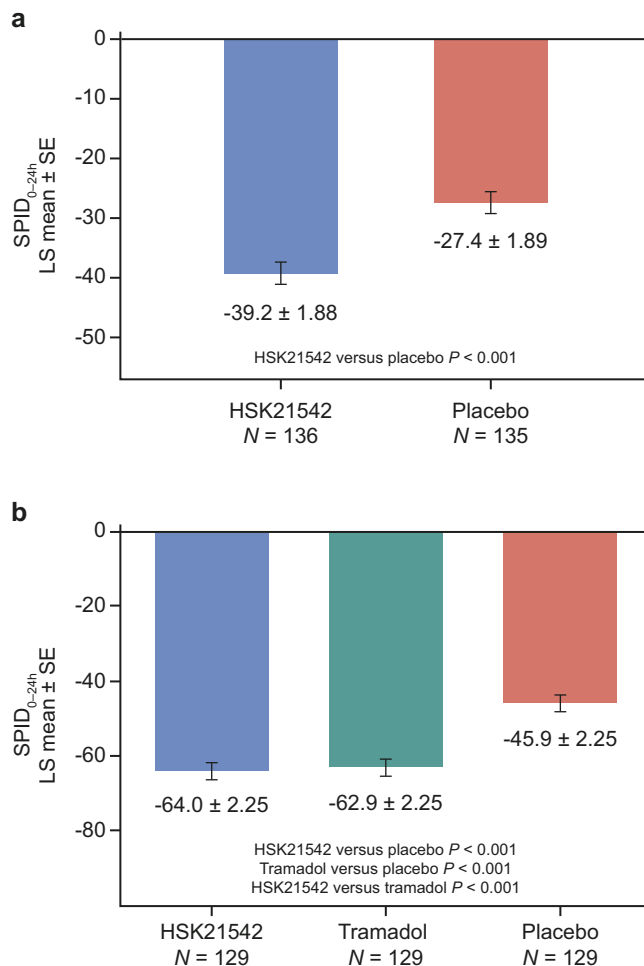 a
SPID0–24h
LS mean ± SE
0
-10
-20
-30
-40
-50
-39.2 ± 1.88
-27.4 ± 1.89
HSK21542 versus placebo P < 0.001
HSK21542
N = 136
Placebo
N = 135
b
SPID0–24h
LS mean ± SE
0
-20
-40
-60
-80
-64.0 ± 2.25
-62.9 ± 2.25
-45.9 ± 2.25
HSK21542 versus placebo P < 0.001
Tramadol versus placebo P < 0.001
HSK21542 versus tramadol P < 0.001
HSK21542
N = 129
Tramadol
N = 129
Placebo
N = 129